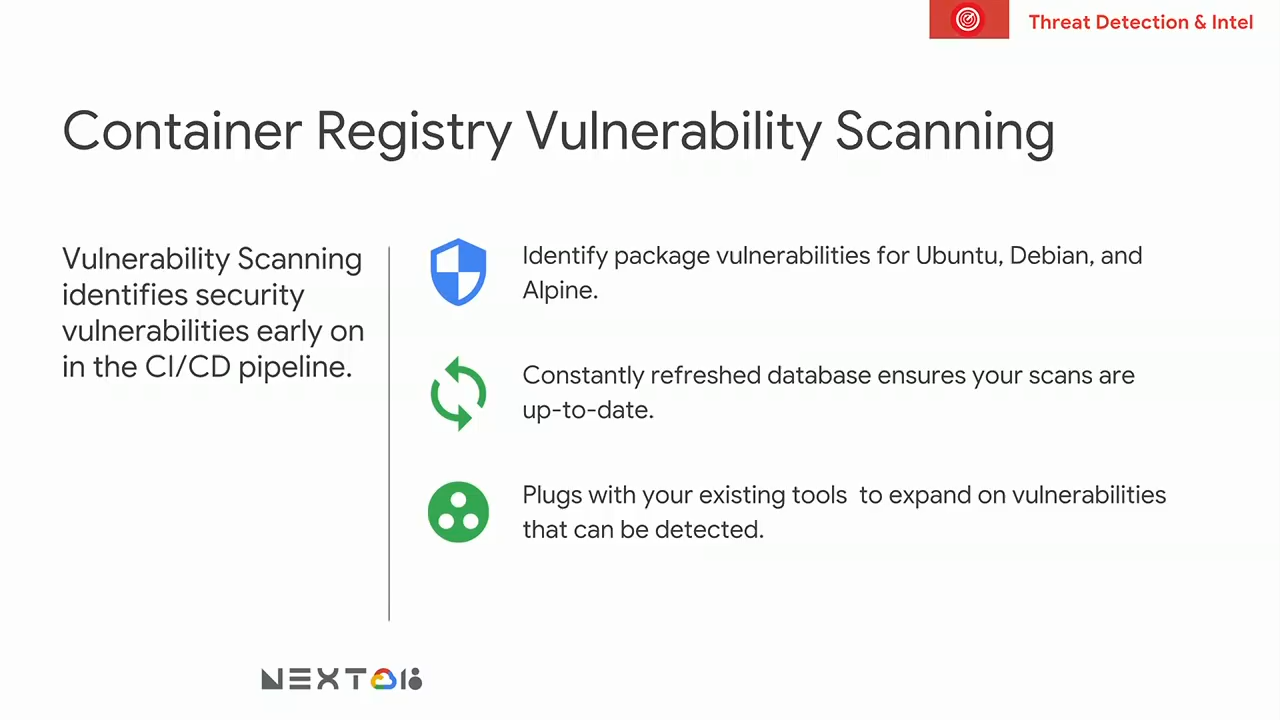 Threat Detection & Intel
Container Registry Vulnerability Scanning
Vulnerability Scanning
identifies security
vulnerabilities early on
in the CI/CD pipeline.
Identify package vulnerabilities for Ubuntu, Debian, and
Alpine.
Constantly refreshed database ensures your scans are
up-to-date.
Plugs with your existing tools  to expand on vulnerabilities
that can be detected.
NEXT 18